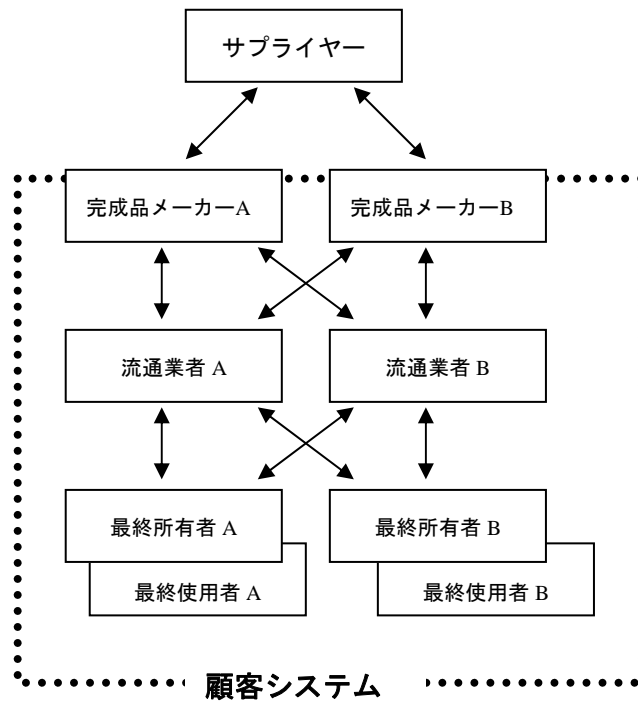 サプライヤー
完成品メーカーA
完成品メーカーB
流通業者 A
流通業者 B
最終所有者 A
最終所有者 B
最終使用者 A
最終使用者 B
顧客システム